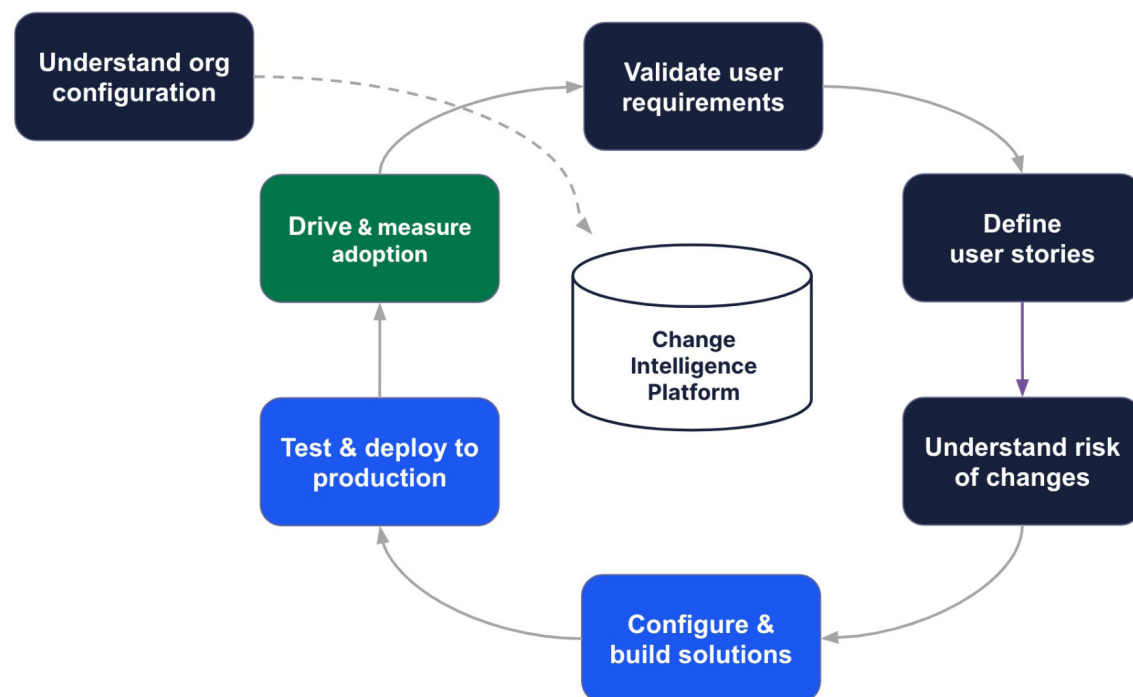 Understand org
configuration
Validate user
requirements
Drive & measure
adoption
Define
user stories
Change
Intelligence
Platform
Test & deploy to
production
Understand risk
of changes
Configure &
build solutions